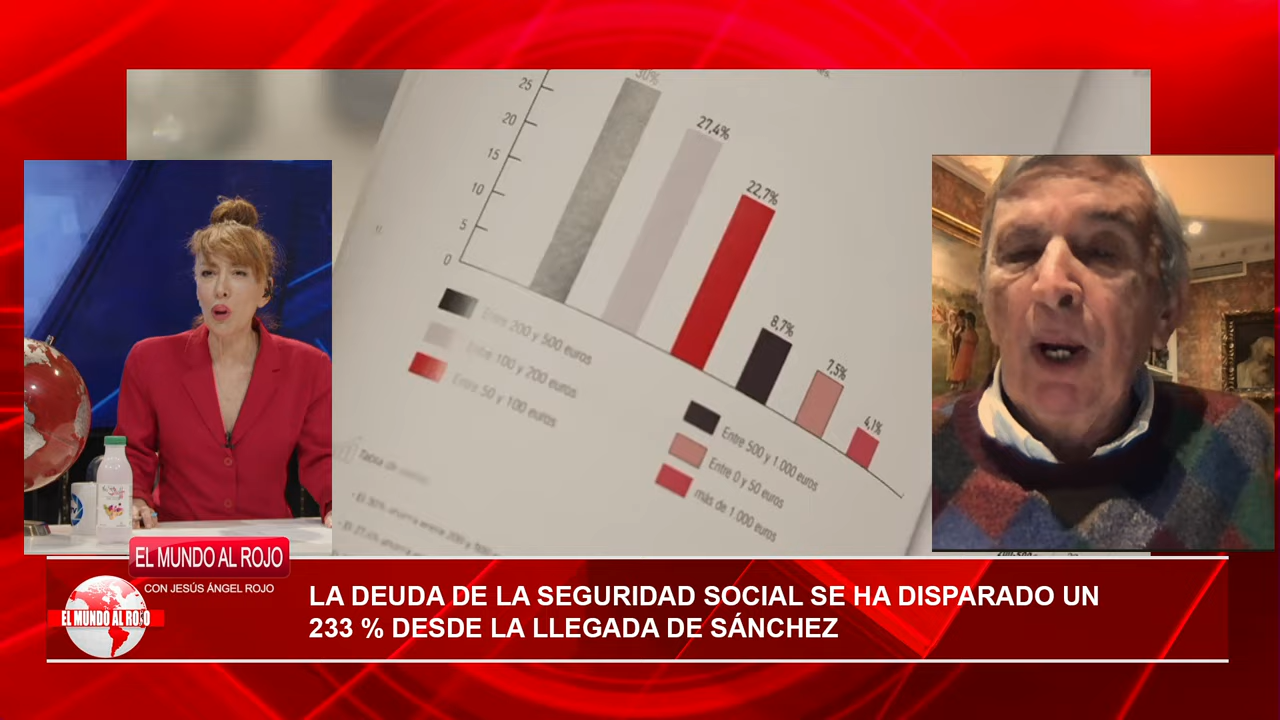 25
20
15
10
5
0
30%
27,4%
22,7%
8,7%
7,5%
4,1%
Entre 200 y 500 euros
Entre 100 y 200 euros
Entre 50 y 100 euros
Entre 500 y 1.000 euros
Entre 0 y 50 euros
más de 1.000 euros
Tabla de
EL MUNDO AL ROJO
CON JESÚS ÁNGEL ROJO
EL MUNDO AL ROJO
LA DEUDA DE LA SEGURIDAD SOCIAL SE HA DISPARADO UN
233 % DESDE LA LLEGADA DE SÁNCHEZ